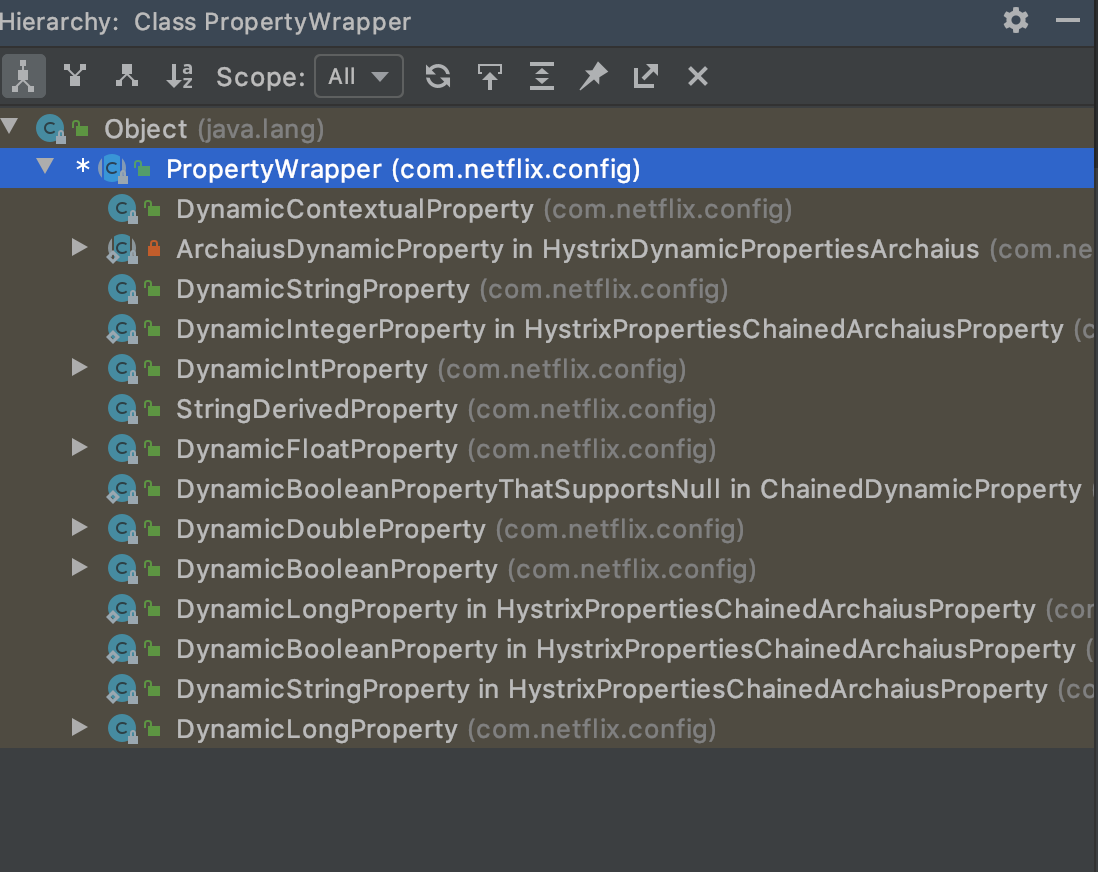 Hierarchy: Class PropertyWrapper
Scope: All
Object (java.lang)
* PropertyWrapper (com.netflix.config)
DynamicContextualProperty (com.netflix.config)
ArchaiusDynamicProperty in HystrixDynamicPropertiesArchaius (com.ne
DynamicStringProperty (com.netflix.config)
DynamicIntegerProperty in HystrixPropertiesChainedArchaiusProperty (c
DynamicIntProperty (com.netflix.config)
StringDerivedProperty (com.netflix.config)
DynamicFloatProperty (com.netflix.config)
DynamicBooleanPropertyThatSupportsNull in ChainedDynamicProperty
DynamicDoubleProperty (com.netflix.config)
DynamicBooleanProperty (com.netflix.config)
DynamicLongProperty in HystrixPropertiesChainedArchaiusProperty (cor
DynamicBooleanProperty in HystrixPropertiesChainedArchaiusProperty (
DynamicStringProperty in HystrixPropertiesChainedArchaiusProperty (co
DynamicLongProperty (com.netflix.config)